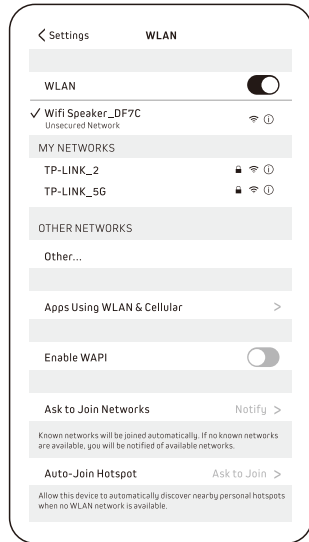 Settings WLAN
WLAN
Wifi Speaker_DF7C
Unsecured Network
MY NETWORKS
TP-LINK_2
TP-LINK_5G
OTHER NETWORKS
Other...
Apps Using WLAN & Cellular >
Enable WAPI
Ask to Join Networks Notify >
Known networks will be joined automatically. If no known networks
are available, you will be notified of available networks.
Auto-Join Hotspot Ask to Join >
Allow this device to automatically discover nearby personal hotspots
when no WLAN network is available.